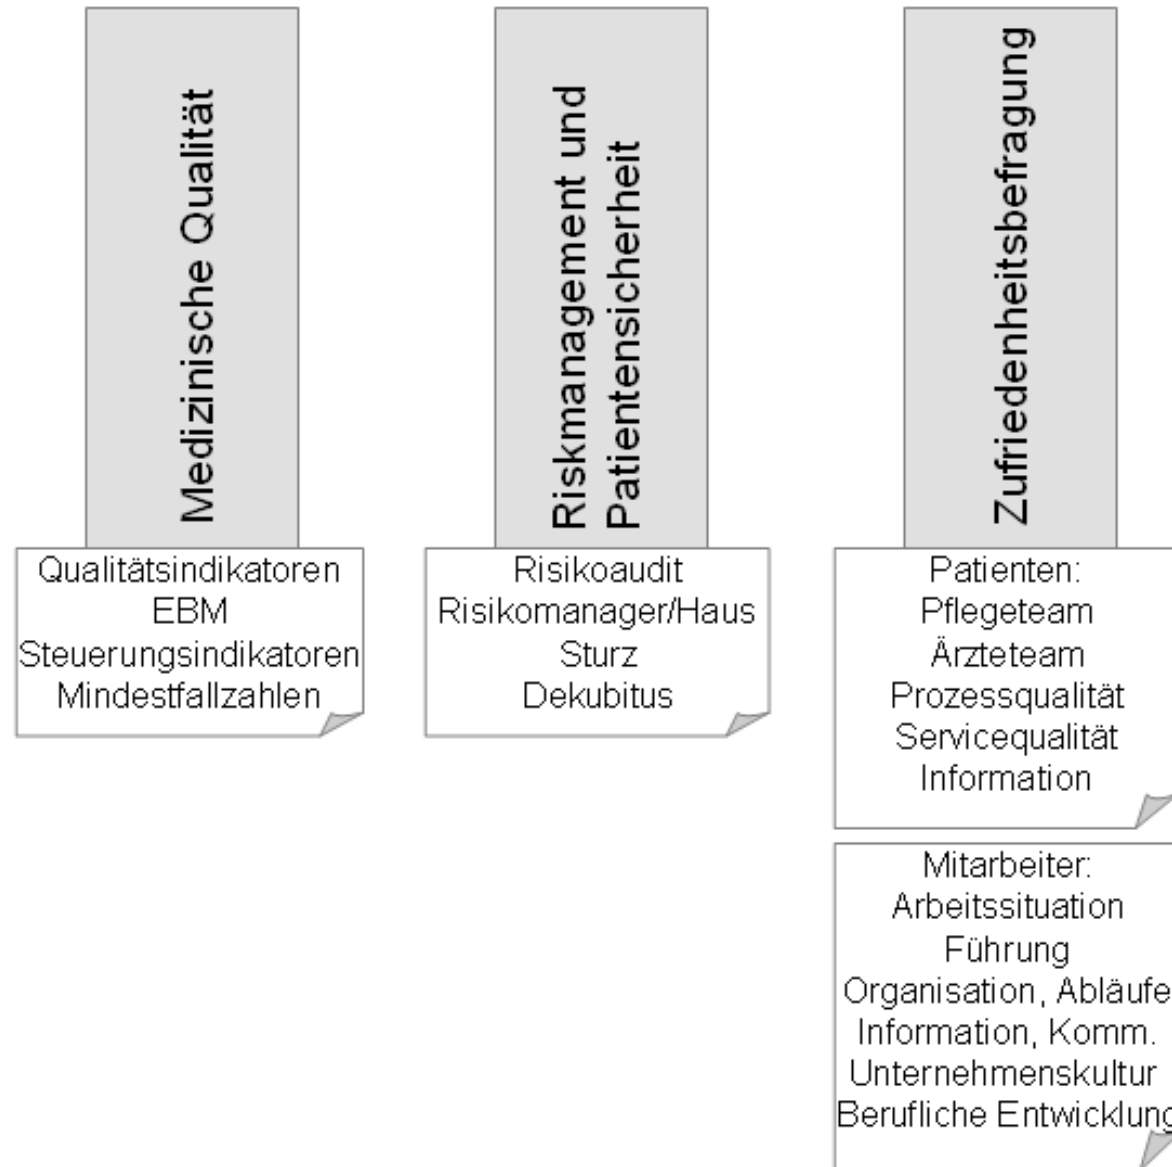 Medizinische Qualität
Qualitätsindikatoren
EBM
Steuerungsindikatoren
Mindestfallzahlen
Riskmanagement und
Patientensicherheit
Risikoaudit
Risikomanager/Haus
Sturz
Dekubitus
Zufriedenheitsbefragung
Patienten:
Pflegeteam
Ärzteteam
Prozessqualität
Servicequalität
Information
Mitarbeiter:
Arbeitssituation
Führung
Organisation, Abläufe
Information, Komm.
Unternehmenskultur
Berufliche Entwicklung